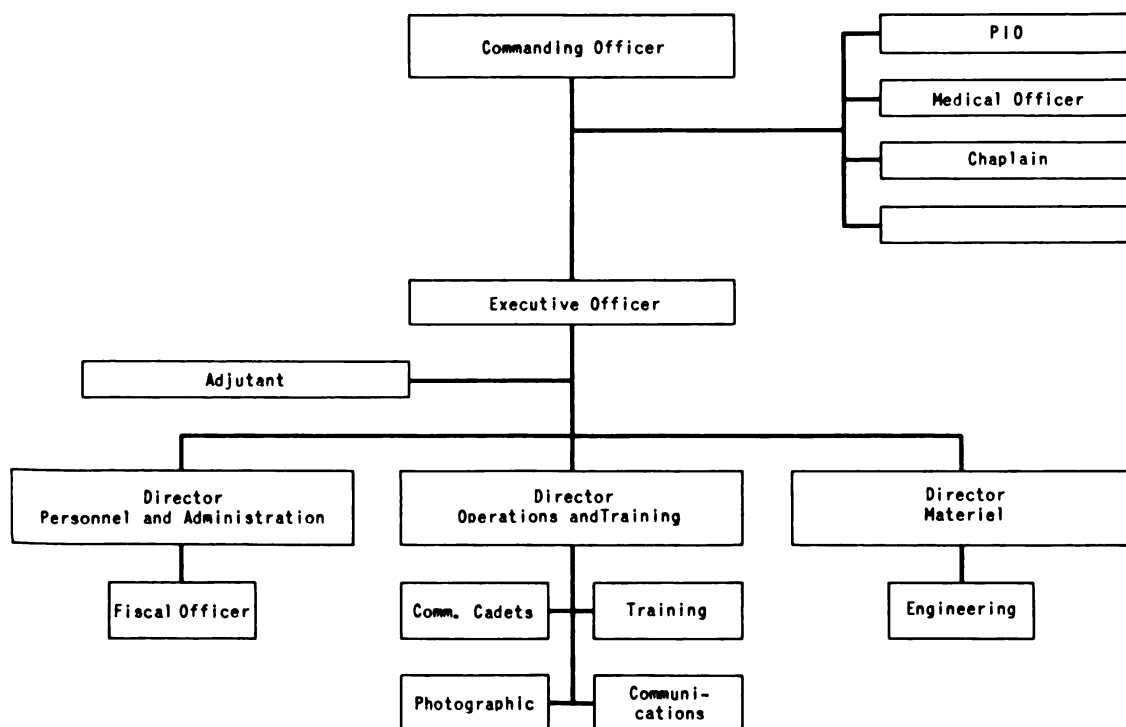 Commanding Officer
PIO
Medical Officer
Chaplain
Executive Officer
Adjutant
Director
Personnel and Administration
Director
Operations andTraining
Director
Materiel
Fiscal Officer
Comm. Cadets
Training
Engineering
Photographic
Communi-
cations